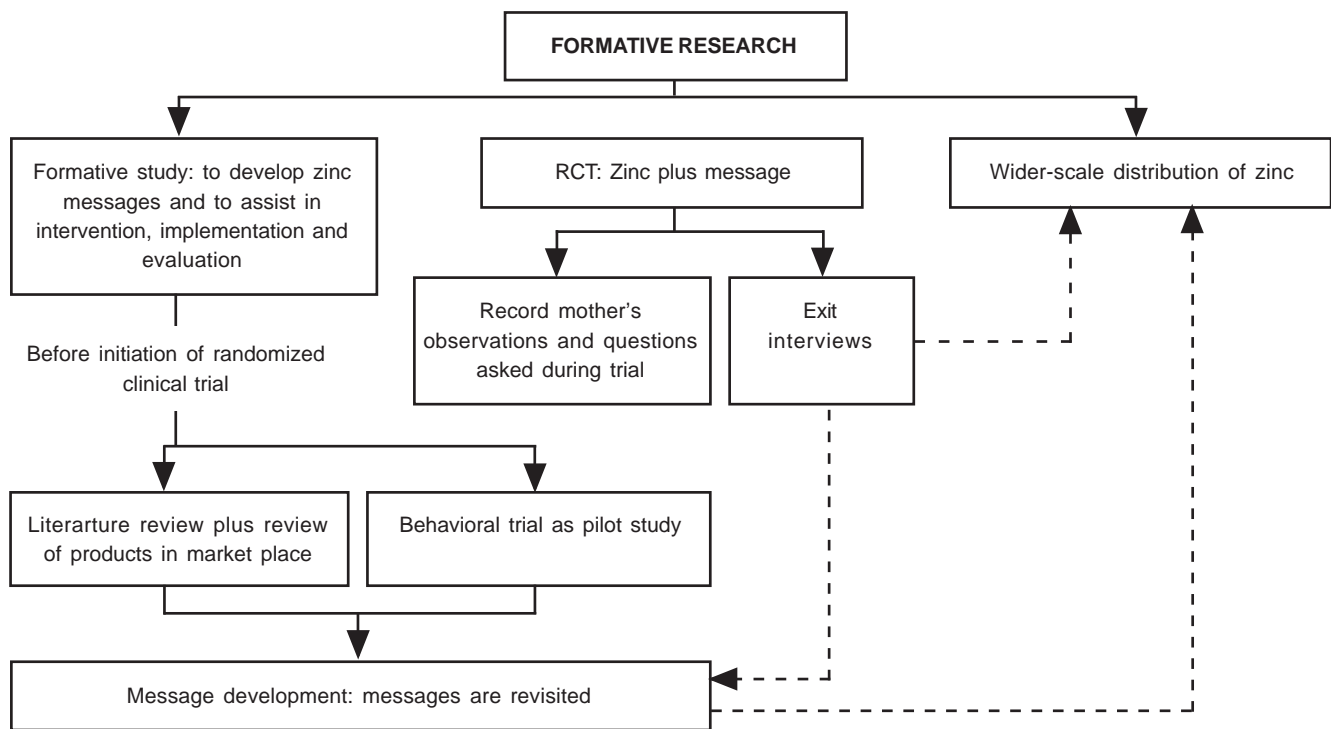 FORMATIVE RESEARCH
Formative study: to develop zinc
messages and to assist in
intervention, implementation and
evaluation
RCT: Zinc plus message
Wider-scale distribution of zinc
Record mother's
observations and questions
asked during trial
Exit
interviews
Before initiation of randomized
clinical trial
Literarture review plus review
of products in market place
Behavioral trial as pilot study
Message development: messages are revisited